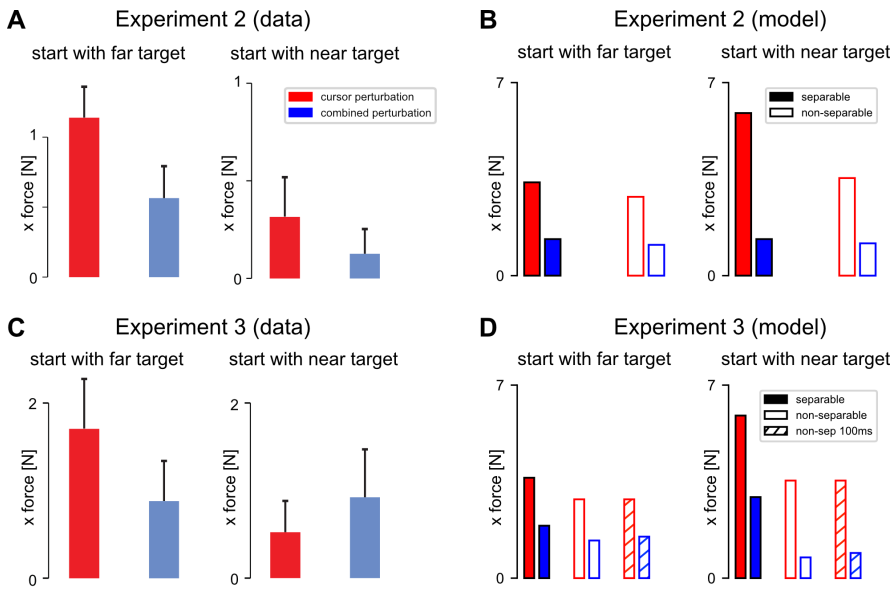 A
Experiment 2 (data)
start with far target
start with near target
x force [N]
1
0
x force [N]
1
0
cursor perturbation
combined perturbation
B
Experiment 2 (model)
start with far target
start with near target
x force [N]
7
0
x force [N]
7
0
separable
non-separable
C
Experiment 3 (data)
start with far target
start with near target
x force [N]
2
0
x force [N]
2
0
D
Experiment 3 (model)
start with far target
start with near target
x force [N]
7
0
x force [N]
7
0
separable
non-separable
non-sep 100ms